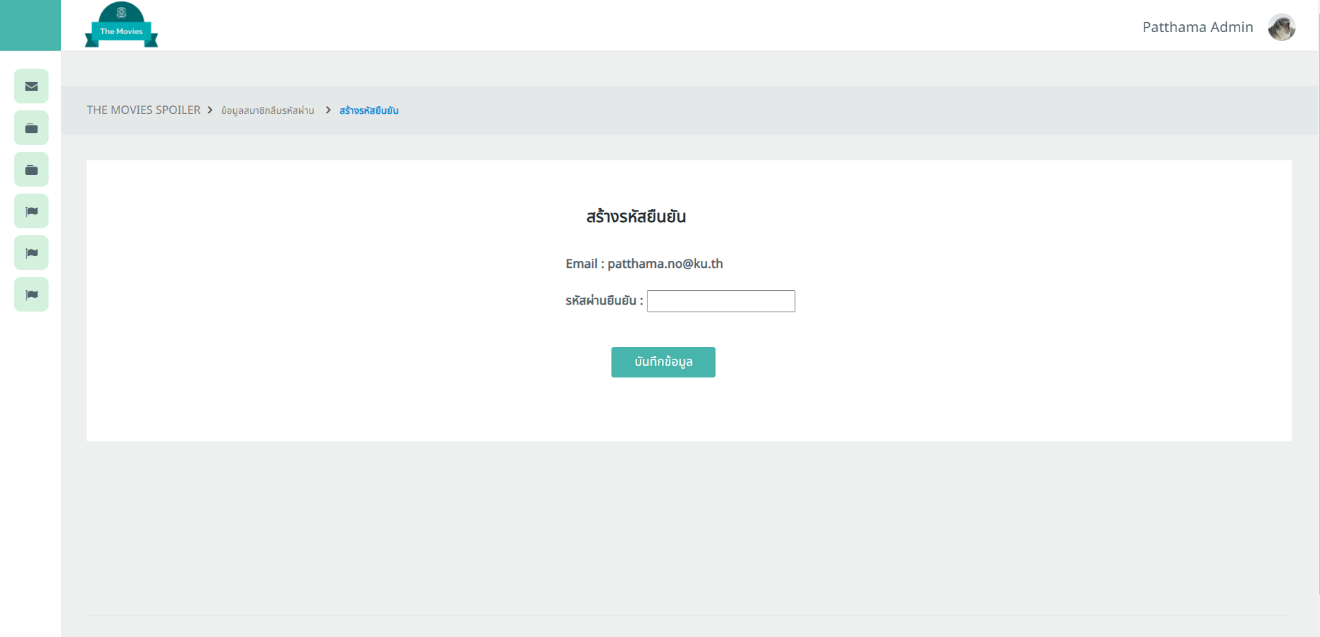 The Movies
Patthama Admin
THE MOVIES SPOILER > ข้อมูลสมาชิกลืมรหัสผ่าน > สร้างรหัสยืนยัน
สร้างรหัสยืนยัน
Email : patthama.no@ku.th
รหัสผ่านยืนยัน :
บันทึกข้อมูล